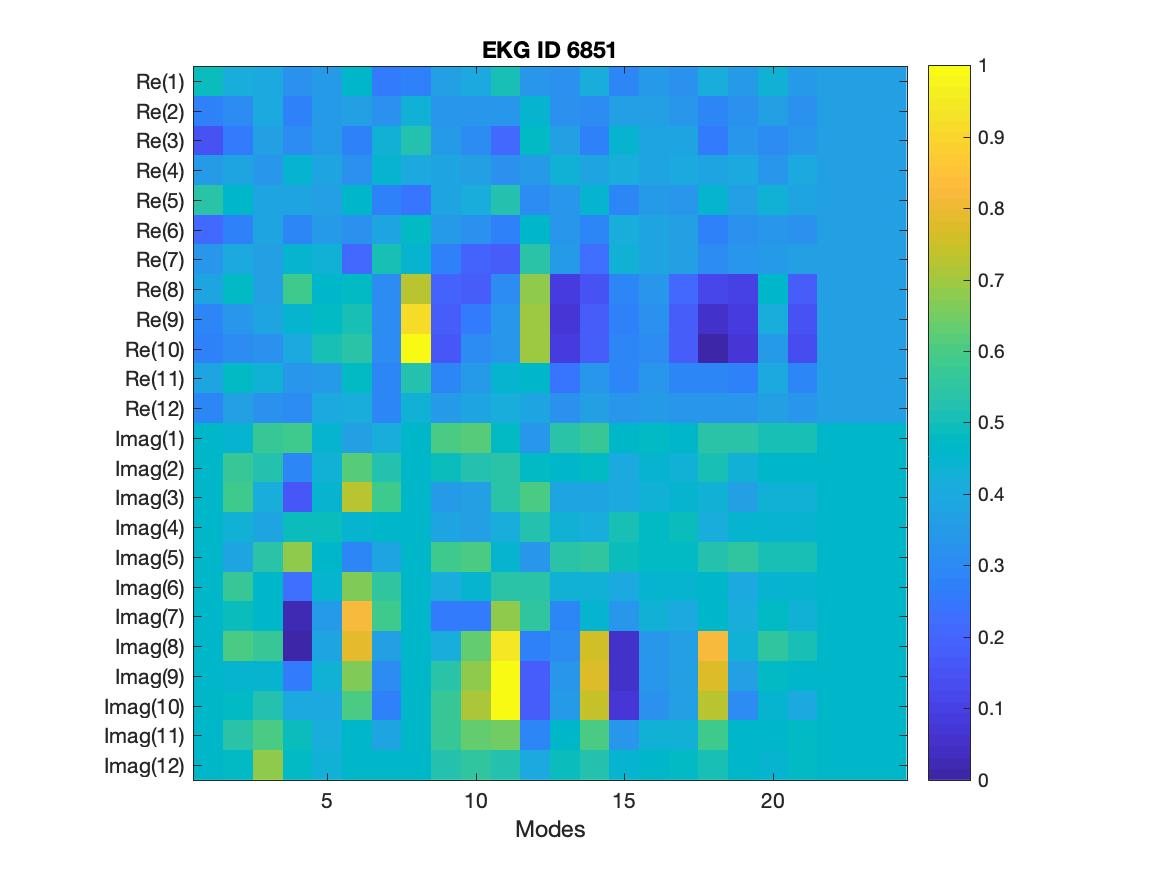 EKG ID 6851
Re(1)
Re(2)
Re(3)
Re(4)
Re(5)
Re(6)
Re(7)
Re(8)
Re(9)
Re(10)
Re(11)
Re(12)
Imag(1)
Imag(2)
Imag(3)
Imag(4)
Imag(5)
Imag(6)
Imag(7)
Imag(8)
Imag(9)
Imag(10)
Imag(11)
Imag(12)
5 10 15 20
Modes
1
0.9
0.8
0.7
0.6
0.5
0.4
0.3
0.2
0.1
0